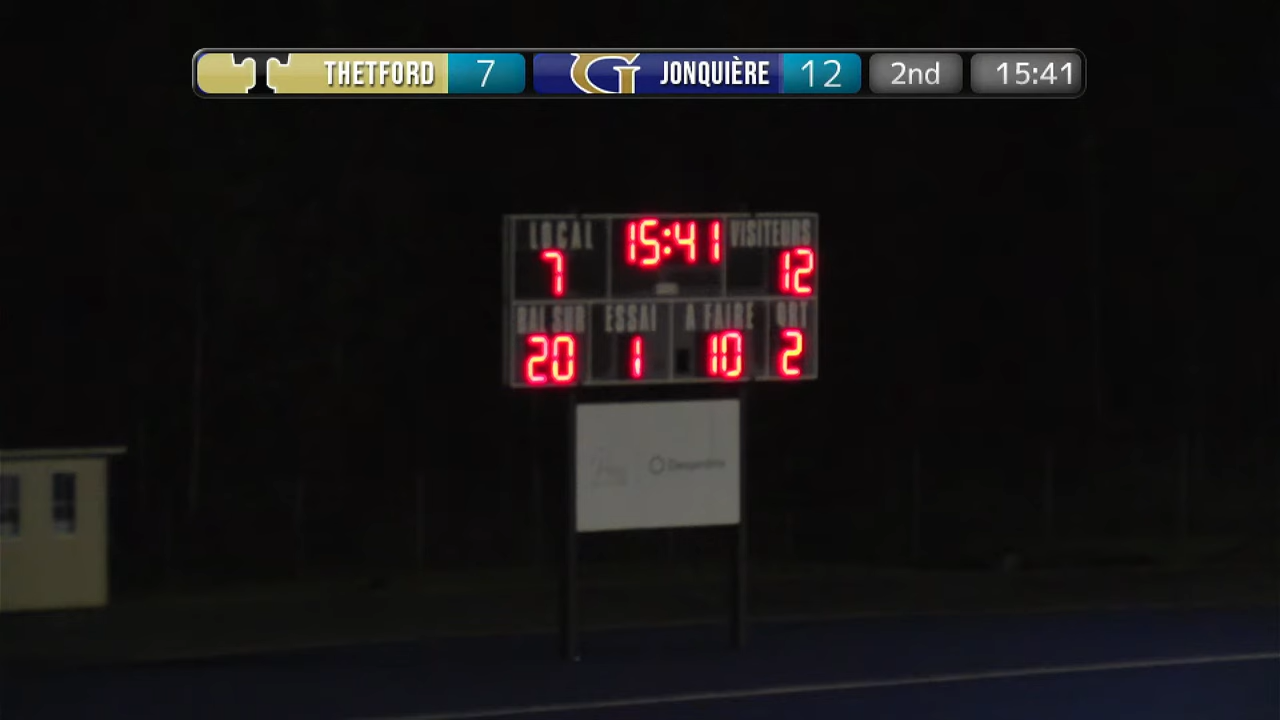 THETFORD 7 G JONQUIÈRE 12 2nd 15:41
LOCAL 15:41 VISITEURS
7 12
BAL SUR ESSAI A FAIRE QRT
20 1 10 2
Desjardins